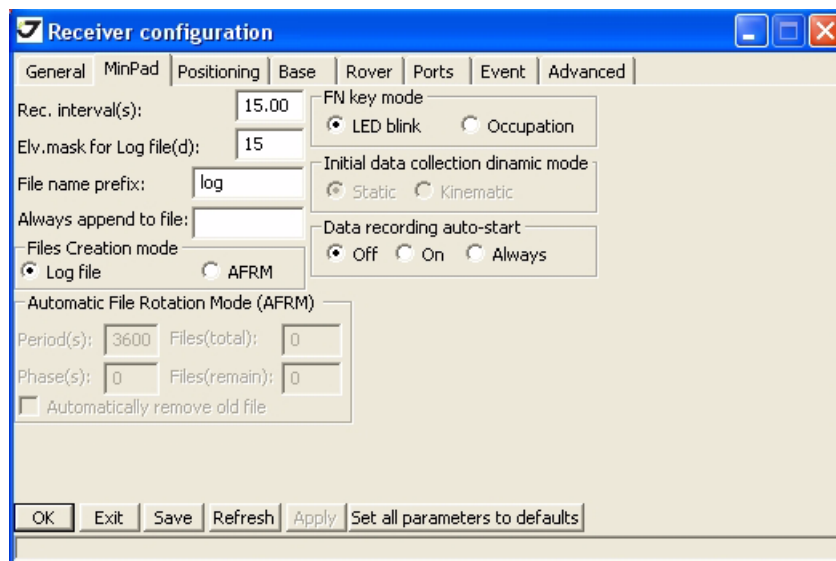 Receiver configuration
General MinPad Positioning Base Rover Ports Event Advanced
Rec. interval(s): 15.00
Elv.mask for Log file(d): 15
File name prefix: log
Always append to file:
Files Creation mode
Log file AFRM
FN key mode
LED blink Occupation
Initial data collection dinamic mode
Static Kinematic
Data recording auto-start
Off On Always
Automatic File Rotation Mode (AFRM)
Period(s): 3600 Files(total): 0
Phase(s): 0 Files(remain): 0
Automatically remove old file
OK Exit Save Refresh Apply Set all parameters to defaults